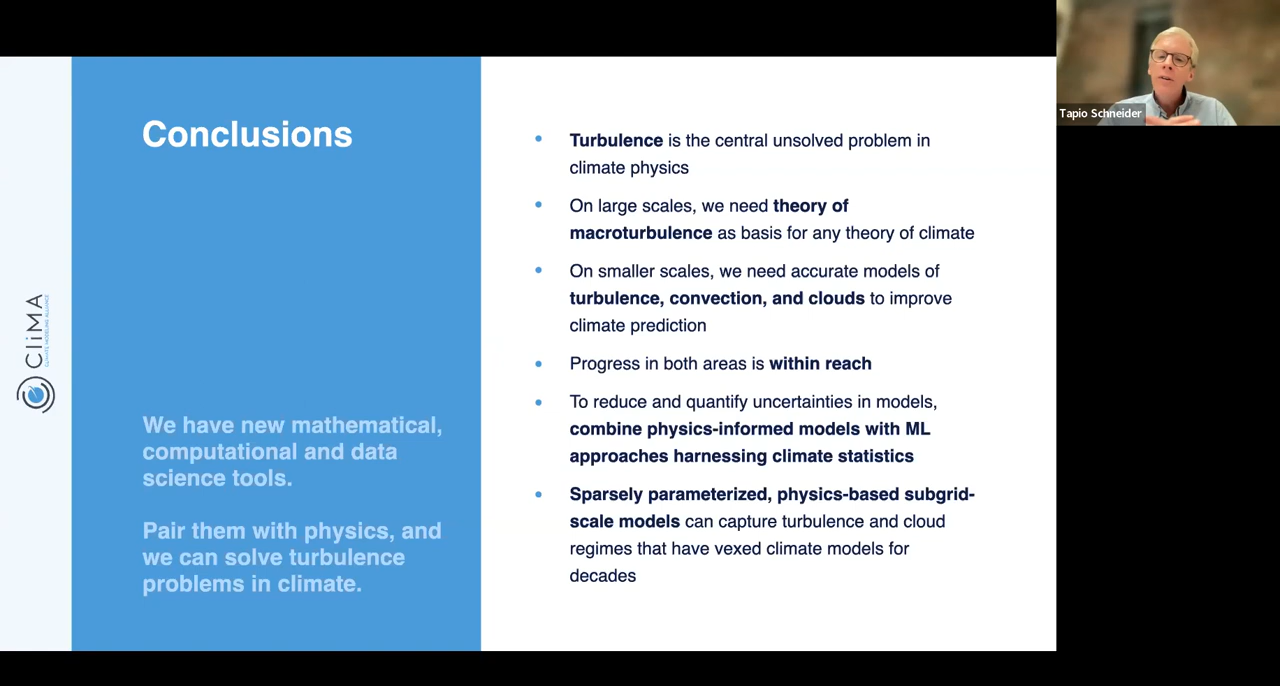 Conclusions
We have new mathematical,
computational and data
science tools.
Pair them with physics, and
we can solve turbulence
problems in climate.
• Turbulence is the central unsolved problem in
climate physics
• On large scales, we need theory of
macroturbulence as basis for any theory of climate
• On smaller scales, we need accurate models of
turbulence, convection, and clouds to improve
climate prediction
• Progress in both areas is within reach
• To reduce and quantify uncertainties in models,
combine physics-informed models with ML
approaches harnessing climate statistics
• Sparsely parameterized, physics-based subgrid-
scale models can capture turbulence and cloud
regimes that have vexed climate models for
decades
CliMA
CLIMATE MODELING ALLIANCE
Tapio Schneider